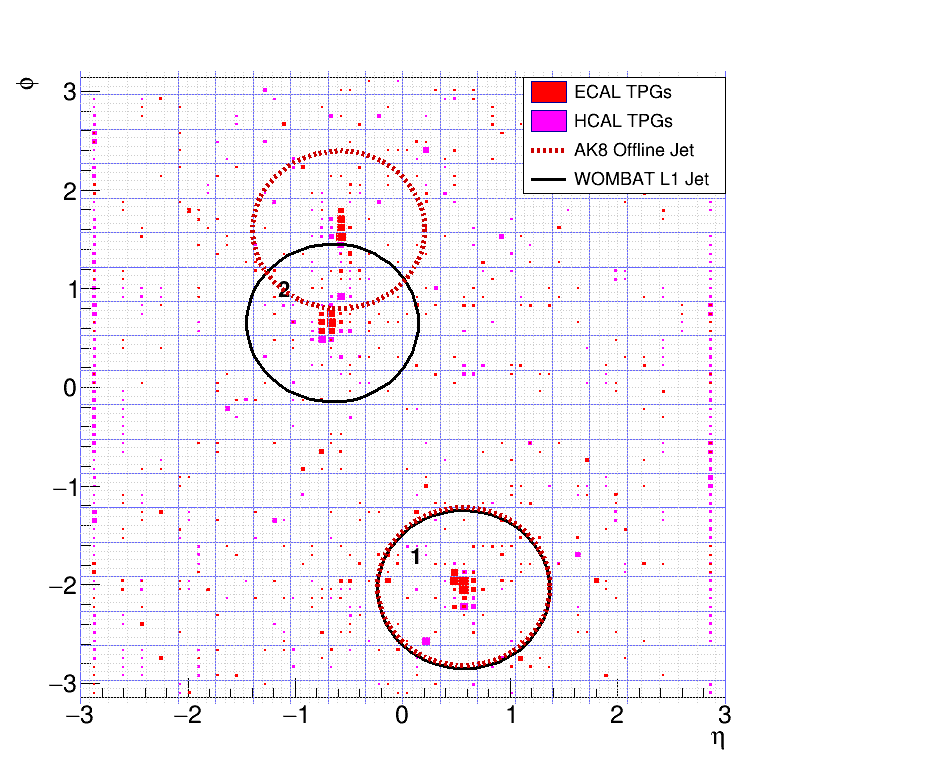 φ
3
2
1
0
−1
−2
−3
ECAL TPGs
HCAL TPGs
AK8 Offline Jet
WOMBAT L1 Jet
2
1
−3 −2 −1 0 1 2 3
η